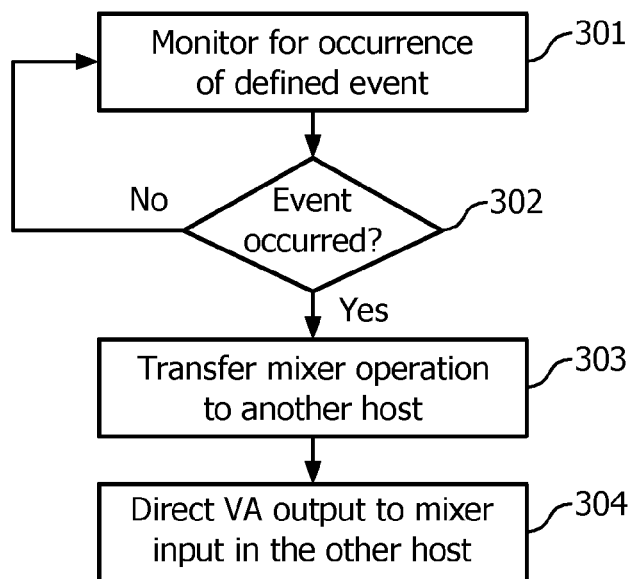 Monitor for occurrence
of defined event
301
Event
occurred?
302
No
Yes
Transfer mixer operation
to another host
303
Direct VA output to mixer
input in the other host
304